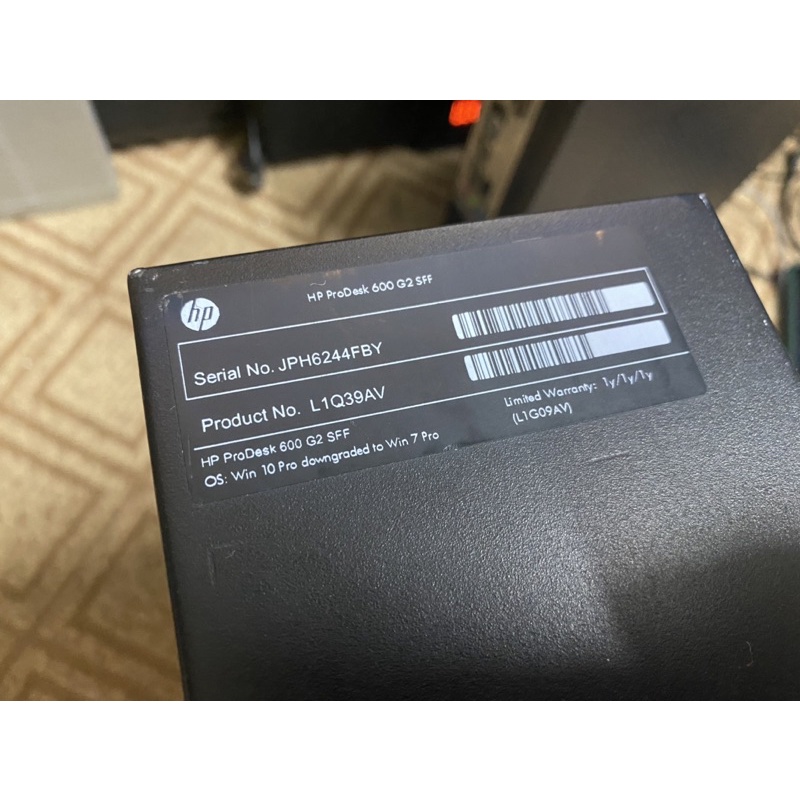 hp
HP ProDesk 600 G2 SFF
Serial No. JPH6244FBY
Product No. L1Q39AV
HP ProDesk 600 G2 SFF
Limited Warranty: 1y/1y/1y
OS: Win 10 Pro downgraded to Win 7 Pro
(L1G09AV)